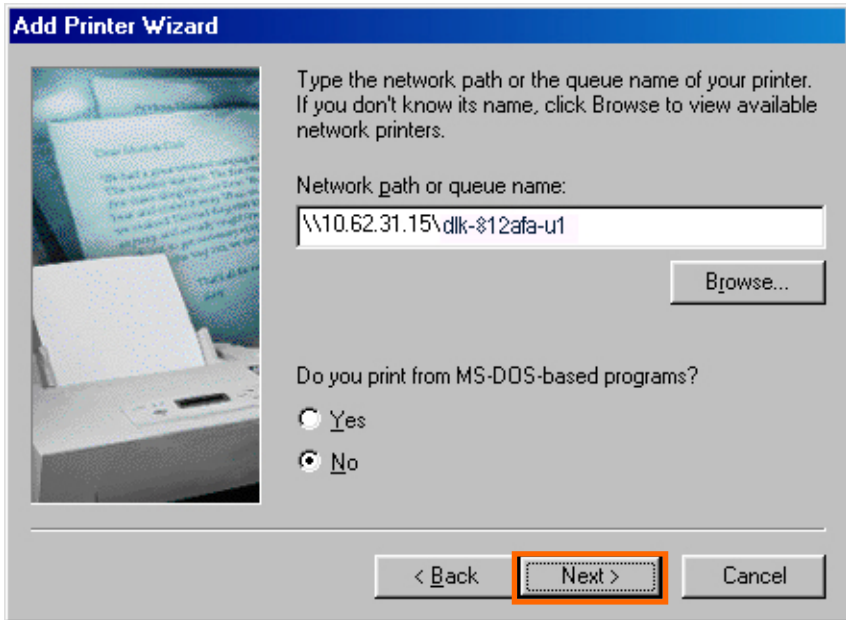 Add Printer Wizard
Type the network path or the queue name of your printer.
If you don't know its name, click Browse to view available
network printers.
Network path or queue name:
\\10.62.31.15\dlk-812afa-u1
Browse...
Do you print from MS-DOS-based programs?
Yes
No
< Back
Next >
Cancel